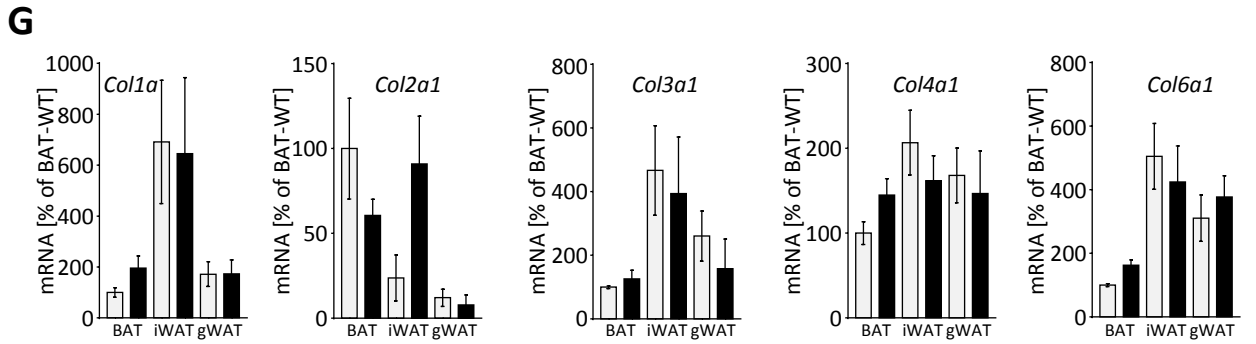 G
mRNA [% of BAT-WT]
1000
800
600
400
200
0
Col1a
BAT iWAT gWAT
mRNA [% of BAT-WT]
150
100
50
0
Col2a1
BAT iWAT gWAT
mRNA [% of BAT-WT]
800
600
400
200
0
Col3a1
BAT iWAT gWAT
mRNA [% of BAT-WT]
300
200
100
0
Col4a1
BAT iWAT gWAT
mRNA [% of BAT-WT]
800
600
400
200
0
Col6a1
BAT iWAT gWAT